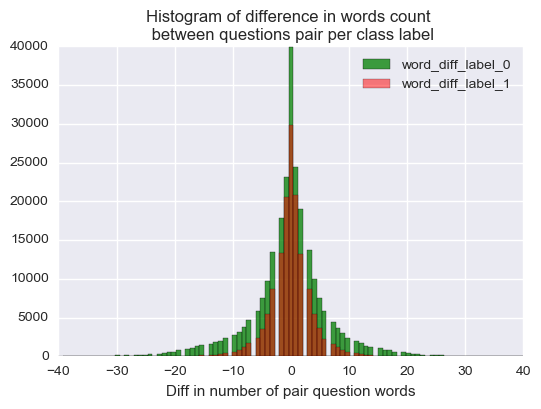 Histogram of difference in words count
between questions pair per class label
word_diff_label_0
word_diff_label_1
40000
35000
30000
25000
20000
15000
10000
5000
0
−40 −30 −20 −10 0 10 20 30 40
Diff in number of pair question words